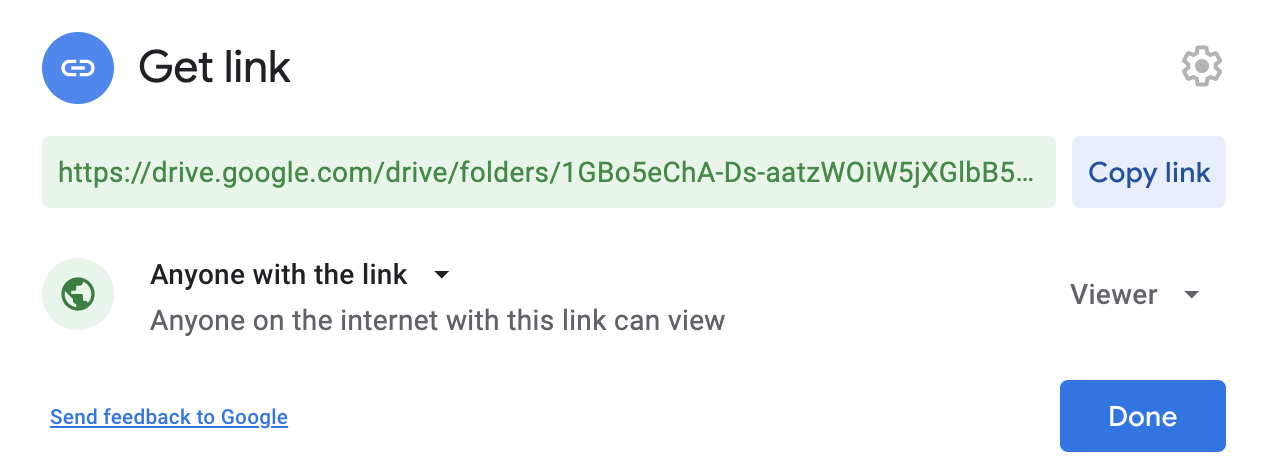 Get link
https://drive.google.com/drive/folders/1GBo5eChA-Ds-aatzWOiW5jXGlbB5...
Copy link
Anyone with the link
Anyone on the internet with this link can view
Viewer
Send feedback to Google
Done